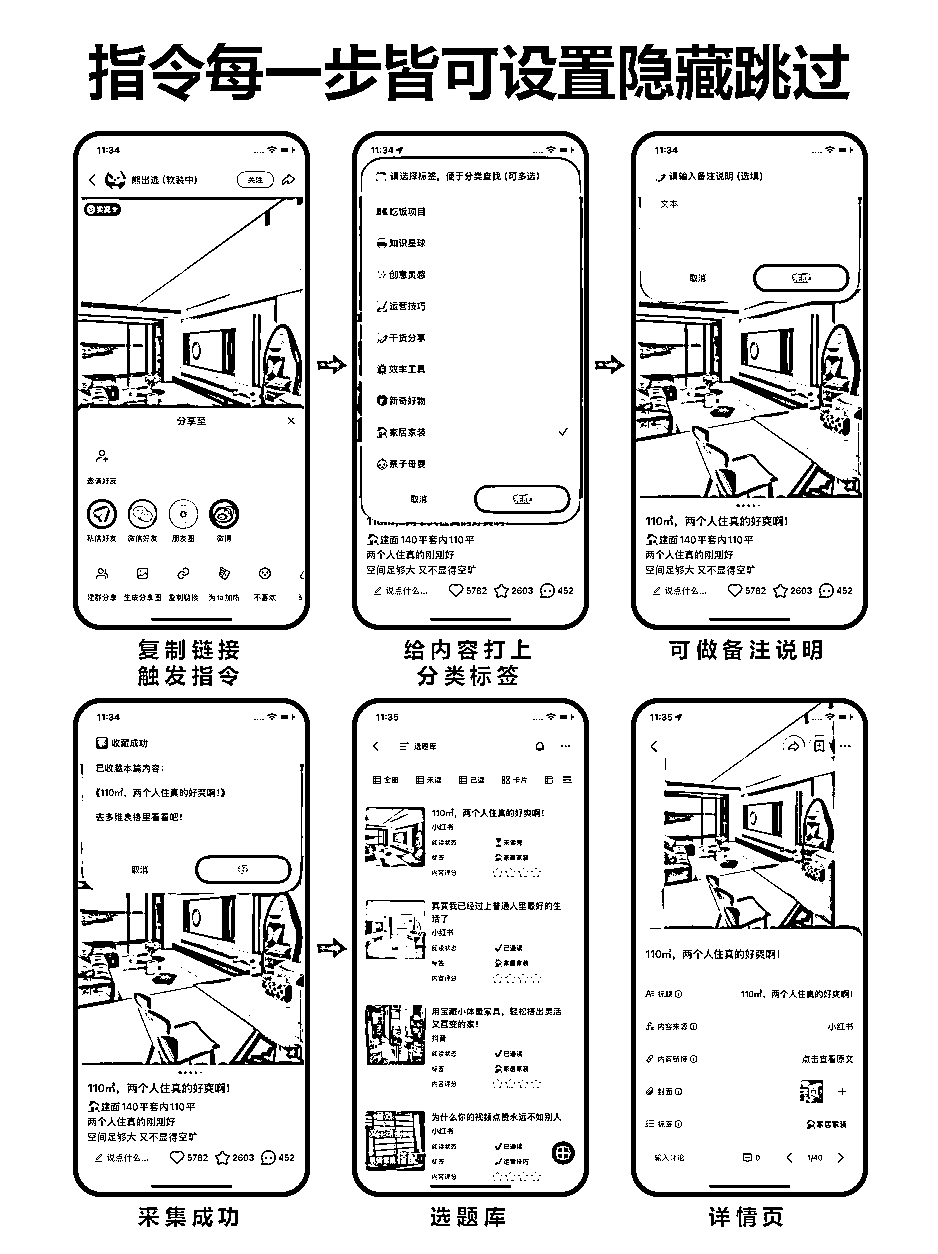 指令每一步皆可设置隐藏跳过
11:34
熊出逃（软装中）
关注
分享至
邀请好友
私信好友 微信好友 朋友圈 微博
建群分享 生成分享图 复制链接 为Ta加热 不喜欢
复制链接
触发指令
11:34
请选择标签，便于分类查找（可多选）
吃饭项目
知识星球
创意灵感
运营技巧
干货分享
效率工具
新奇好物
家居家装
亲子母婴
取消
建面140平套内110平
两个人住真的刚刚好
空间足够大 又不显得空旷
说点什么... 5782 2603 452
给内容打上
分类标签
11:34
请输入备注说明（选填）
文本
取消
110㎡，两个人住真的好爽啊！
建面140平套内110平
两个人住真的刚刚好
空间足够大 又不显得空旷
说点什么... 5782 2603 452
可做备注说明
11:34
收藏成功
已收藏本篇内容：
《110㎡，两个人住真的好爽啊！》
去多维表格里看看吧！
取消
110㎡，两个人住真的好爽啊！
建面140平套内110平
两个人住真的刚刚好
空间足够大 又不显得空旷
说点什么... 5782 2603 452
采集成功
11:35
选题库
全部 未读 已读 卡片
110㎡，两个人住真的好爽啊！
小红书
阅读状态 未读完
标签 家居家装
内容评分
其实我已经过上普通人里最好的生
活了
小红书
阅读状态 已通读
标签 家居家装
内容评分
用宝藏小体量家具，轻松搭出灵活
又百变的家！
抖音
阅读状态 已通读
标签 家居家装
内容评分
为什么你的视频点赞永远不如别人
小红书
阅读状态 已通读
标签 运营技巧
内容评分
选题库
11:35
110㎡，两个人住真的好爽啊！
标题 110㎡，两个人住真的好爽啊！
内容来源 小红书
内容链接 点击查看原文
封面
标签 家居家装
输入评论 0 1/40
详情页